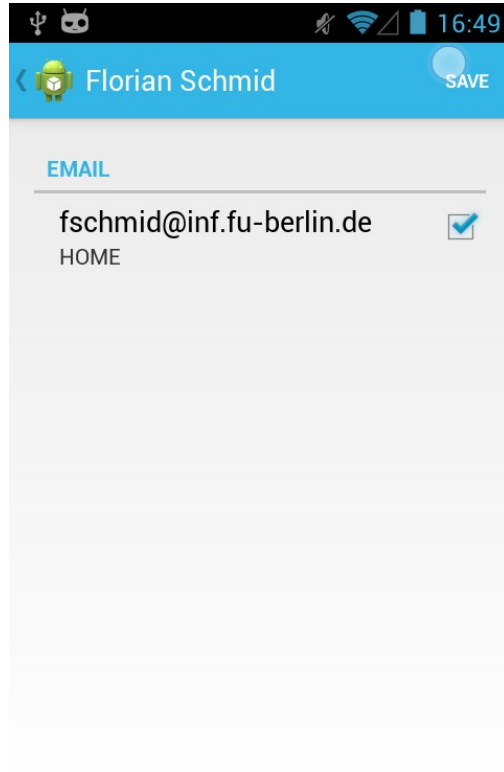 16:49
Florian Schmid
SAVE
EMAIL
fschmid@inf.fu-berlin.de
HOME